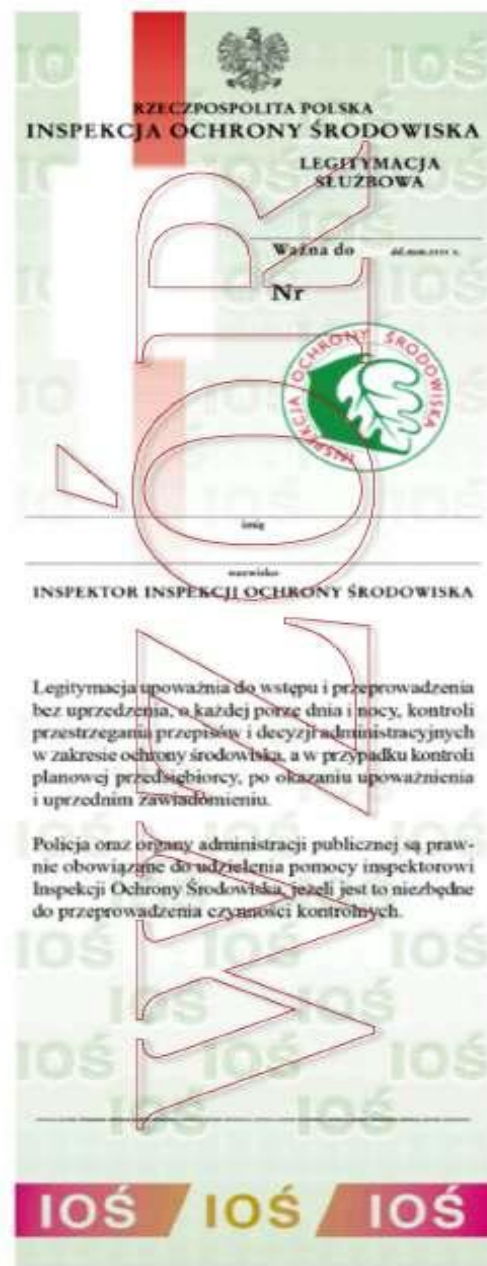 RZECZPOSPOLITA POLSKA
INSPEKCJA OCHRONY ŚRODOWISKA
LEGITYMACJA
SŁUŻBOWA
Ważna do
Nr
INSPEKCJA OCHRONY ŚRODOWISKA
imię
nazwisko
INSPEKTOR INSPEKCJI OCHRONY ŚRODOWISKA
Legitymacja upoważnia do wstępu i przeprowadzenia
bez uprzedzenia, o każdej porze dnia i nocy, kontroli
przestrzegania przepisów i decyzji administracyjnych
w zakresie ochrony środowiska, a w przypadku kontroli
planowej przedsiębiorcy, po okazaniu upoważnienia
i uprzednim zawiadomieniu.
Policja oraz organy administracji publicznej są praw-
nie obowiązane do udzielenia pomocy inspektorowi
Inspekcji Ochrony Środowiska, jeżeli jest to niezbędne
do przeprowadzenia czynności kontrolnych.
IOŚ IOŚ IOŚ
WZÓR